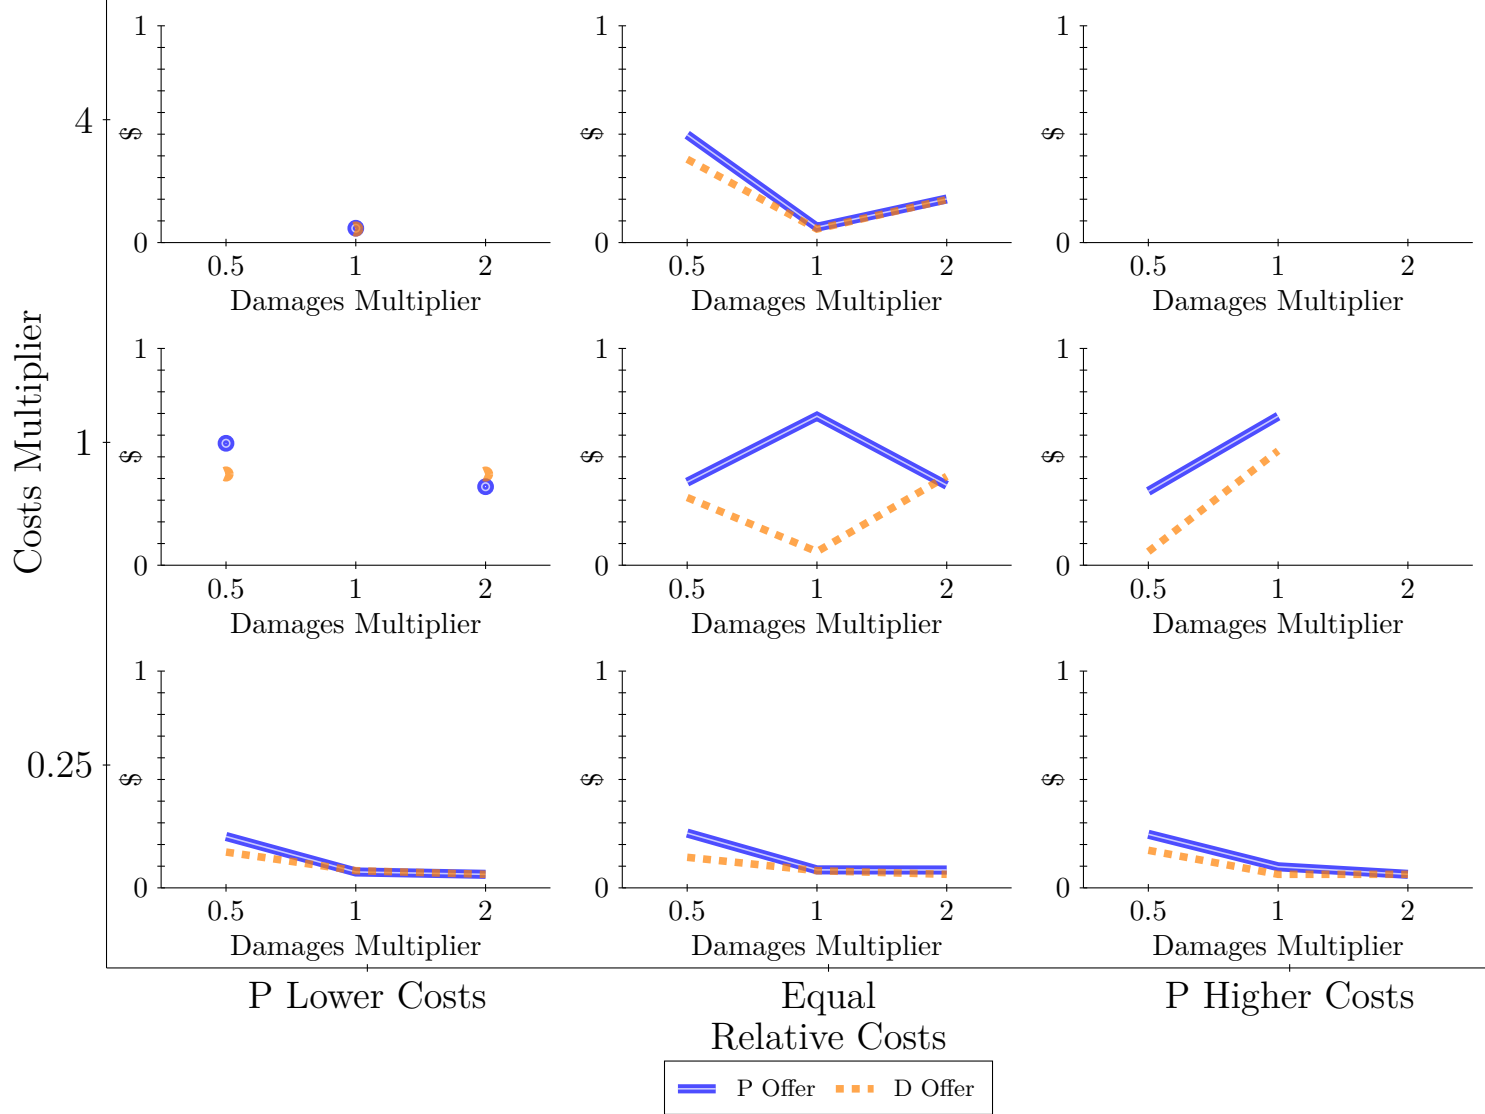 1
$
0
0.5 1 2
Damages Multiplier
1
$
0
0.5 1 2
Damages Multiplier
1
$
0
0.5 1 2
Damages Multiplier
4
1
$
0
0.5 1 2
Damages Multiplier
1
$
0
0.5 1 2
Damages Multiplier
1
$
0
0.5 1 2
Damages Multiplier
1
Costs Multiplier
1
$
0
0.5 1 2
Damages Multiplier
1
$
0
0.5 1 2
Damages Multiplier
1
$
0
0.5 1 2
Damages Multiplier
0.25
P Lower Costs
Equal
P Higher Costs
Relative Costs
P Offer
D Offer